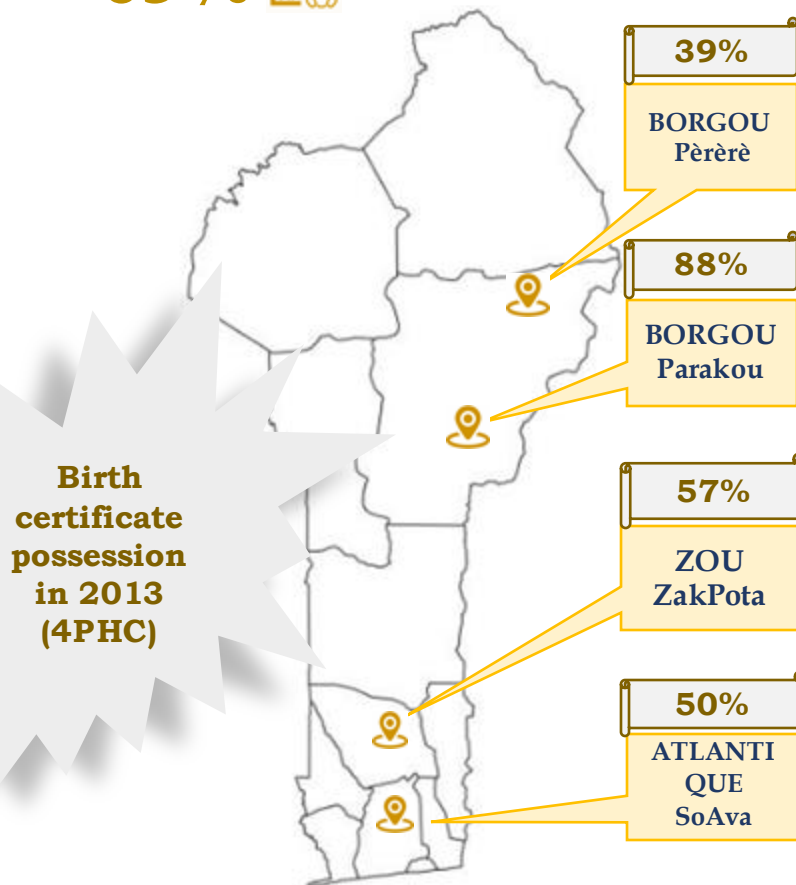 39%
BORGOU
Pèrèrè
88%
BORGOU
Parakou
Birth
certificate
possession
in 2013
(4PHC)
57%
ZOU
ZakPota
50%
ATLANTI
QUE
SoAva